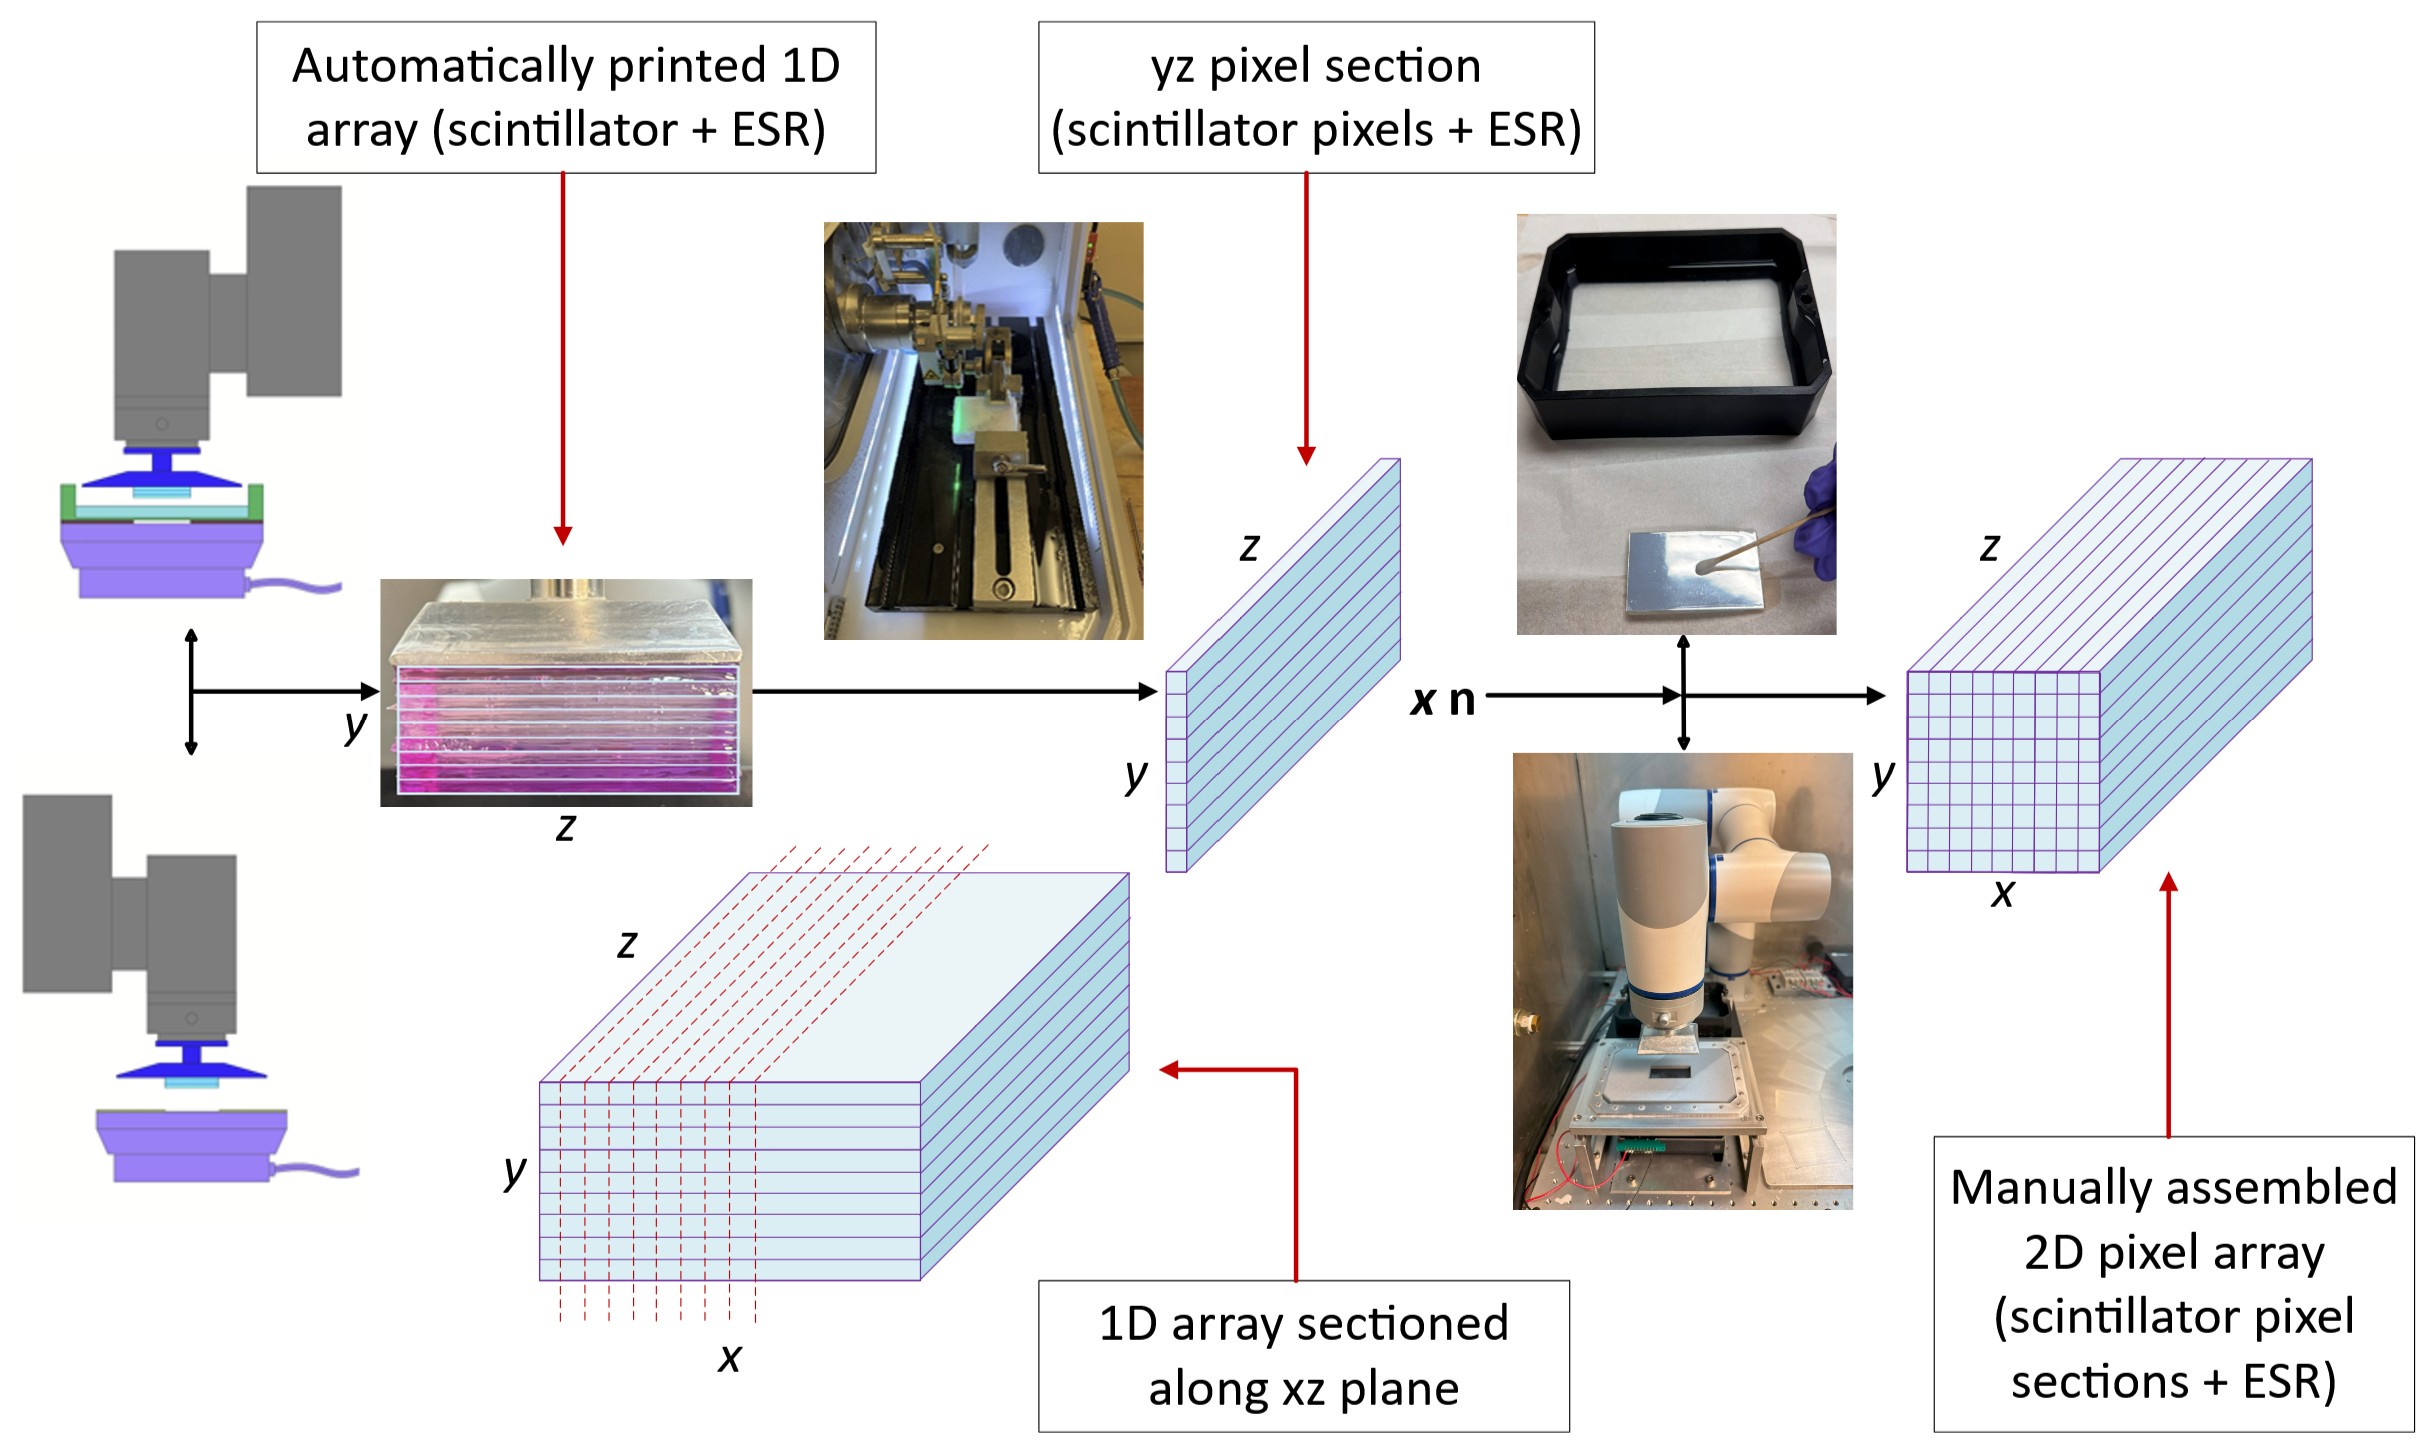 Automatically printed 1D
array (scintillator + ESR)
yz pixel section
(scintillator pixels + ESR)
z
z
y
x n
y
y
z
x
z
y
x
1D array sectioned
along xz plane
Manually assembled
2D pixel array
(scintillator pixel
sections + ESR)